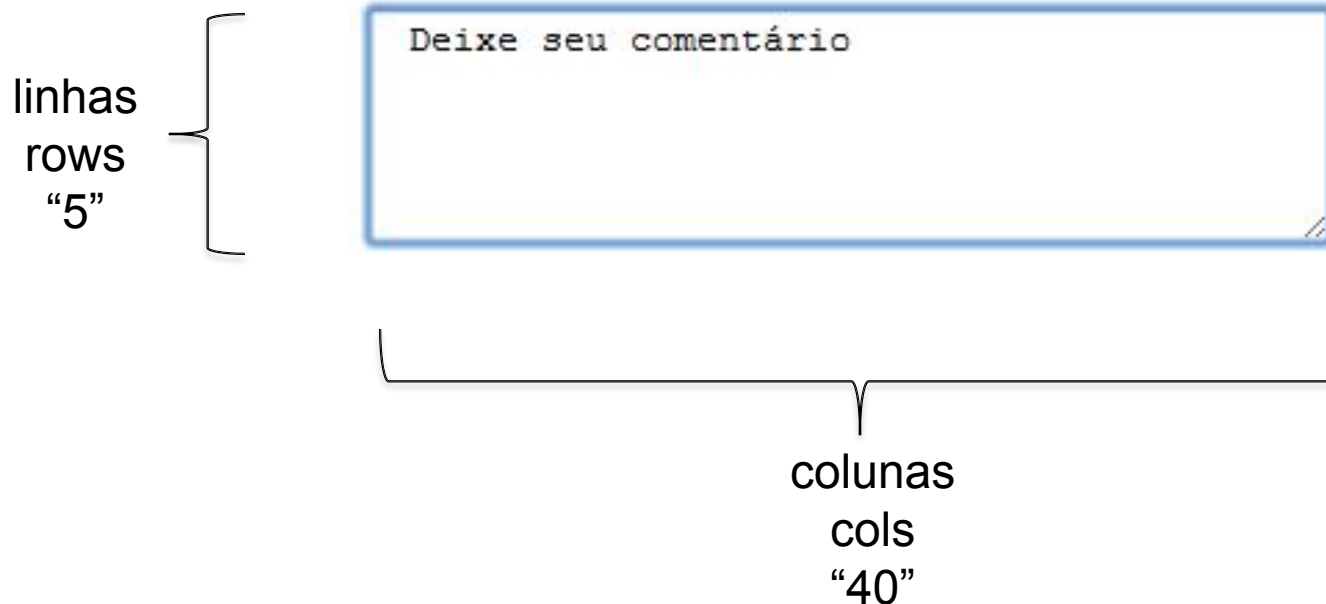 Deixe seu comentário
linhas
rows
“5”
colunas
cols
“40”